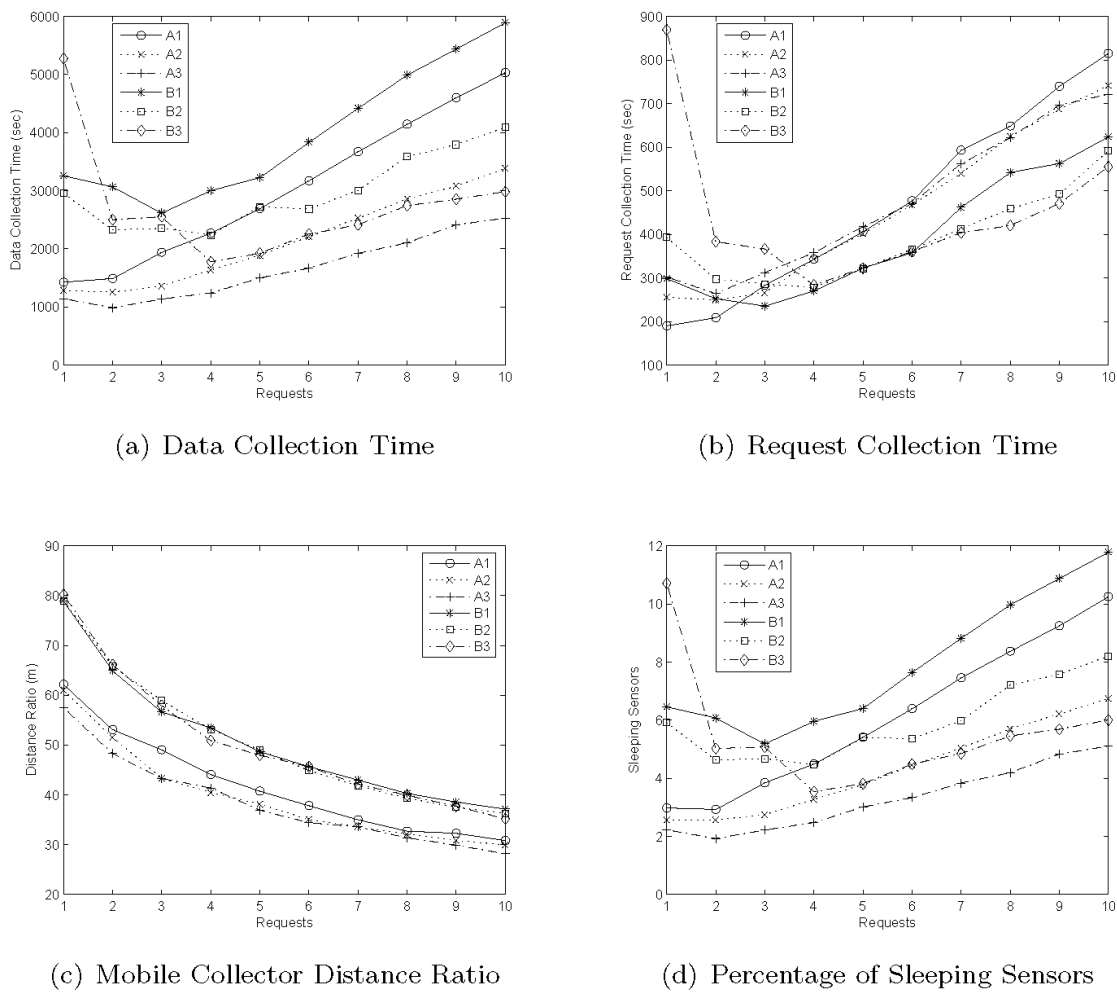 6000
5000
4000
3000
2000
1000
0
Data Collection Time (sec)
A1
A2
A3
B1
B2
B3
1 2 3 4 5 6 7 8 9 10
Requests
(a) Data Collection Time
900
800
700
600
500
400
300
200
100
Request Collection Time (sec)
A1
A2
A3
B1
B2
B3
1 2 3 4 5 6 7 8 9 10
Requests
(b) Request Collection Time
90
80
70
60
50
40
30
20
Distance Ratio (m)
A1
A2
A3
B1
B2
B3
1 2 3 4 5 6 7 8 9 10
Requests
(c) Mobile Collector Distance Ratio
12
10
8
6
4
2
0
Sleeping Sensors
A1
A2
A3
B1
B2
B3
1 2 3 4 5 6 7 8 9 10
Requests
(d) Percentage of Sleeping Sensors